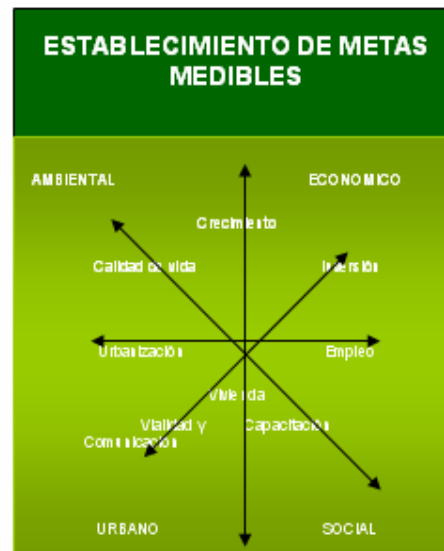 ESTABLECIMIENTO DE METAS
MEDIBLES
AMBIENTAL
ECONOMICO
Crecimiento
Calidad de vida
Inversión
Urbanización
Empleo
Vivienda
Vialidad y
Comunicación
Capacitación
URBANO
SOCIAL